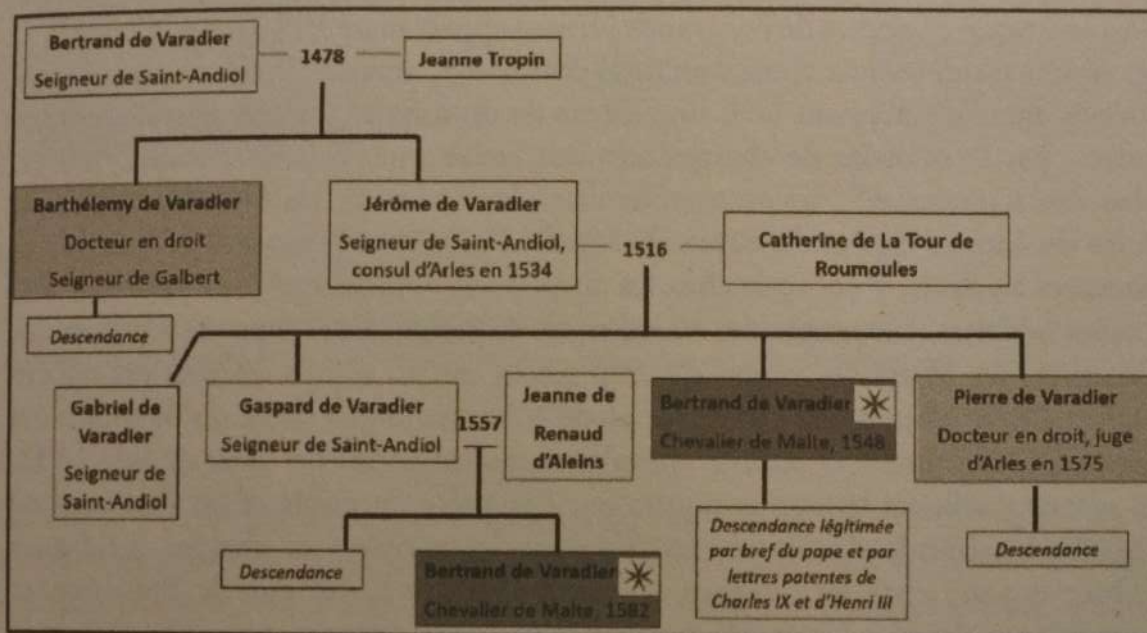 Bertrand de Varadier
Seigneur de Saint-Andiol
1478
Jeanne Tropin
Barthélemy de Varadier
Docteur en droit
Seigneur de Galbert
Descendance
Jérôme de Varadier
Seigneur de Saint-Andiol,
consul d'Arles en 1534
1516
Catherine de La Tour de
Roumoules
Gabriel de
Varadier
Seigneur de
Saint-Andiol
Gaspard de Varadier
Seigneur de Saint-Andiol
1557
Jeanne de
Renaud
d'Aleins
Bertrand de Varadier
Chevalier de Malte, 1548
Pierre de Varadier
Docteur en droit, juge
d'Arles en 1575
Descendance
Bertrand de Varadier
Chevalier de Malte, 1582
Descendance légitimée
par bref du pape et par
lettres patentes de
Charles IX et d'Henri III
Descendance